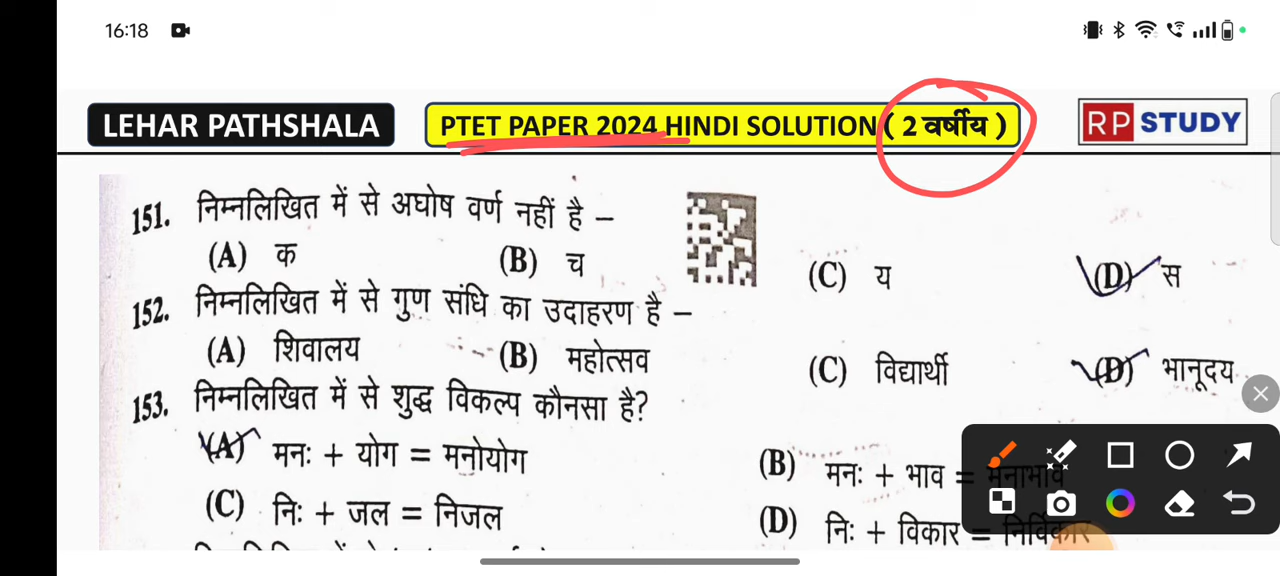 16:18
LEHAR PATHSHALA PTET PAPER 2024 HINDI SOLUTION ( 2 वर्षीय ) RP STUDY
151. निम्नलिखित में से अघोष वर्ण नहीं है –
(A) क (B) च (C) य (D) स
152. निम्नलिखित में से गुण संधि का उदाहरण है –
(A) शिवालय (B) महोत्सव (C) विद्यार्थी (D) भानूदय
153. निम्नलिखित में से शुद्ध विकल्प कौनसा है?
(A) मनः + योग = मनोयोग (B) मनः + भाव = मनाभाव
(C) निः + जल = निजल (D) निः + विकार = निर्विकार